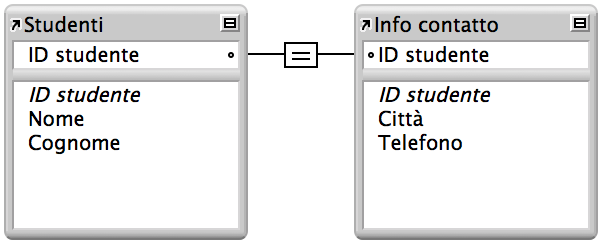 Studenti
ID studente
ID studente
Nome
Cognome
=
Info contatto
ID studente
ID studente
Città
Telefono